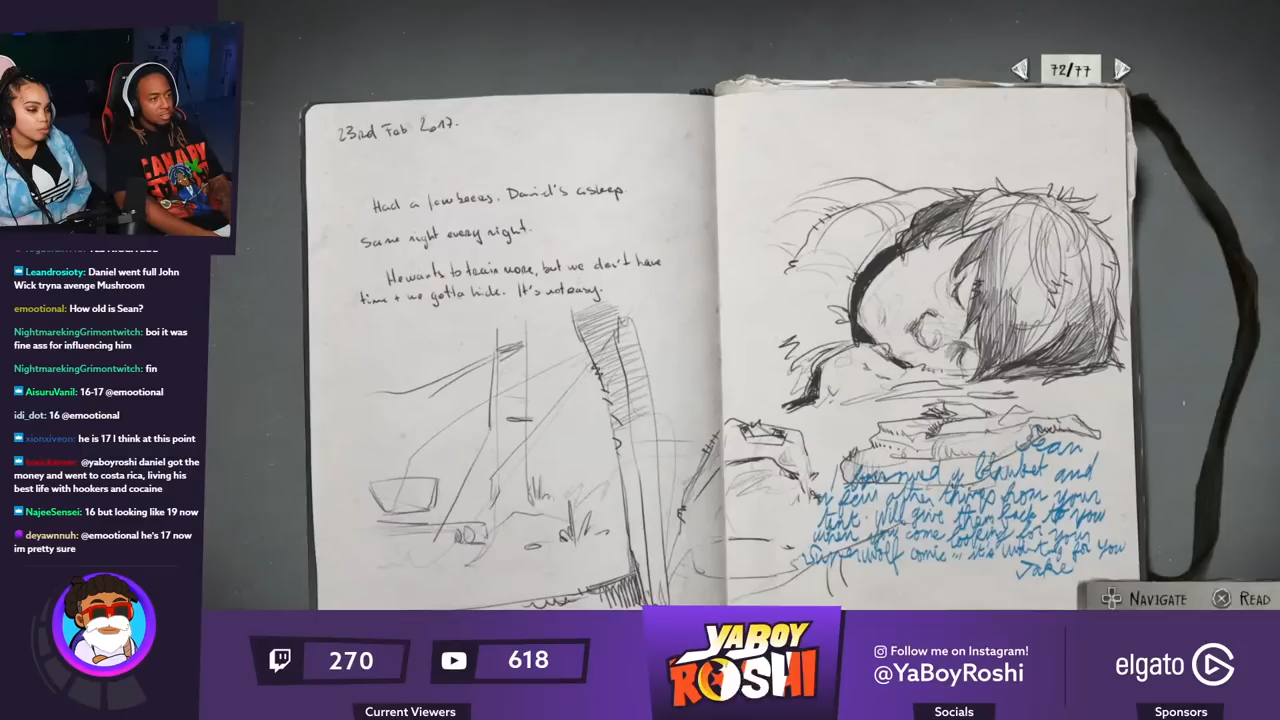 72/77
23rd Feb 2017.
Had a few beers. Daniel's asleep.
Same night every night.
He wants to train more, but we don't have
time + we gotta hide. It's not easy.
Sean
blanket and
few other things from your
tent. Will give them back to you
when you come looking for your
Superwolf comic... it's waiting for you
Jake
NAVIGATE
READ
Leandrosioty: Daniel went full John
Wick tryna avenge Mushroom
emootional: How old is Sean?
NightmarekingGrimontwitch: boi it was
fine ass for influencing him
NightmarekingGrimontwitch: fin
AisuruVanil: 16-17 @emootional
idi_dot: 16 @emootional
xionxiveon: he is 17 I think at this point
@yaboyroshi daniel got the
money and went to costa rica, living his
best life with hookers and cocaine
NajeeSensei: 16 but looking like 19 now
deyawnnuh: @emootional he's 17 now
im pretty sure
270
618
Current Viewers
YABOY
ROSHI
Follow me on Instagram!
@YaBoyRoshi
Socials
elgato
Sponsors